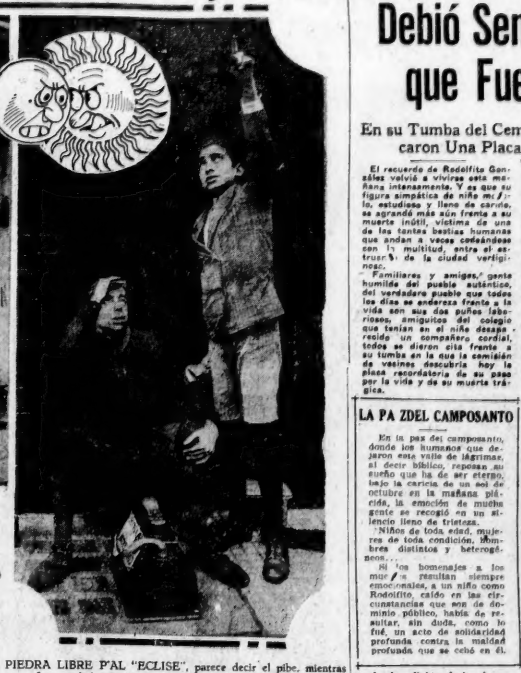 Debió Ser
que Fue
En su Tumba del Cem
caron Una Placa
El recuerdo de Rodolfito Gon-
zález volvió a vivirse esta ma-
ñana intensamente. Y es que su
figura simpática de niño
lo, estudioso y lleno de cariño,
se agrandó más aún frente a su
muerte inútil, víctima de una
de las tantas bestias humanas
que andan a veces codeándose
con la multitud, entre el es-
de la ciudad vertigi-
nosa.
Familiares y amigos, gente
humilde del pueblo auténtico,
del verdadero pueblo que todos
los días se endereza frente a la
vida con sus dos puños labo-
riosos, amiguitos del colegio
que tenían en el niño desapa-
recido un compañero cordial,
todos se dieron cita frente a
su tumba en la que la comisión
de vecinos descubría hoy la
placa recordatoria de su paso
por la vida y de su muerte trá-
gica.
LA PA ZDEL CAMPOSANTO
En la paz del camposanto,
donde los humanos que de-
jaron este valle de lágrimas,
al decir bíblico, reposan su
sueño que ha de ser eterno,
bajo la caricia de un sol de
octubre en la mañana plá-
cida, la emoción de mucha
gente se recogió en un si-
lencio lleno de tristeza.
Niños de toda edad, muje-
res de toda condición, hom-
bres distintos y heterogé-
neos...
Si los homenajes a los
resultan siempre
emocionales, a un niño como
Rodolfito, caído en las cir-
cunstancias que son de do-
minio público, había de re-
sultar, sin duda, como lo
fué, un acto de solidaridad
profunda contra la maldad
profunda que se cebó en él.
PIEDRA LIBRE P'AL "ECLISE", parece decir el pibe, mientras